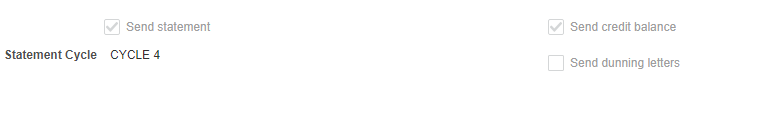 Send statement
Send credit balance
Statement Cycle CYCLE 4
Send dunning letters